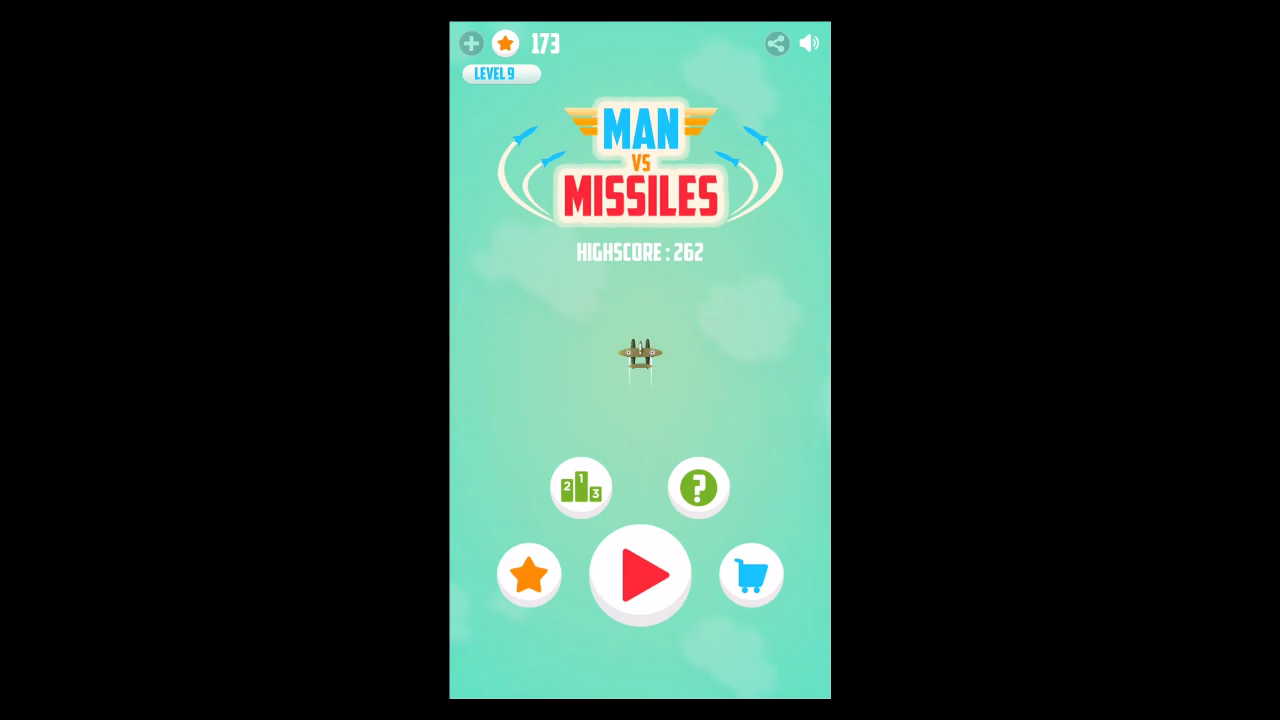 173
LEVEL 9
MAN
VS
MISSILES
HIGHSCORE : 262
2 1 3
?